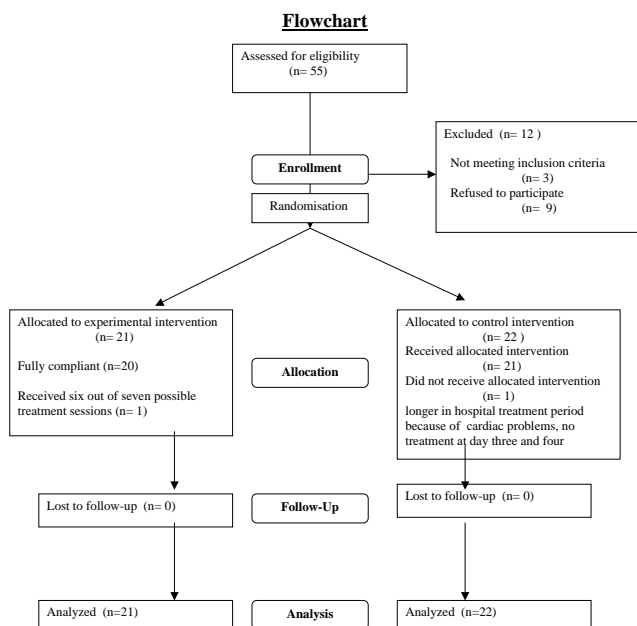 Flowchart
Assessed for eligibility
(n= 55)
Excluded (n= 12 )
Not meeting inclusion criteria
(n= 3)
Refused to participate
(n= 9)
Enrollment
Randomisation
Allocated to experimental intervention
(n= 21)
Fully compliant (n=20)
Received six out of seven possible
treatment sessions (n= 1)
Allocation
Allocated to control intervention
(n= 22 )
Received allocated intervention
(n= 21)
Did not receive allocated intervention
(n= 1)
longer in hospital treatment period
because of cardiac problems, no
treatment at day three and four
Lost to follow-up (n= 0)
Follow-Up
Lost to follow-up (n= 0)
Analyzed (n=21)
Analysis
Analyzed (n=22)